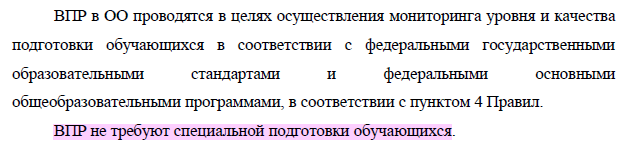 ВПР в ОО проводятся в целях осуществления мониторинга уровня и качества
подготовки обучающихся в соответствии с федеральными государственными
образовательными стандартами и федеральными основными
общеобразовательными программами, в соответствии с пунктом 4 Правил.
ВПР не требуют специальной подготовки обучающихся.